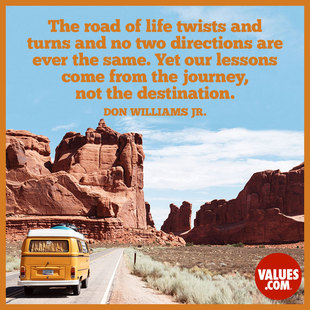 The road of life twists and
turns and no two directions are
ever the same. Yet our lessons
come from the journey,
not the destination.
DON WILLIAMS JR.
VALUES
.COM